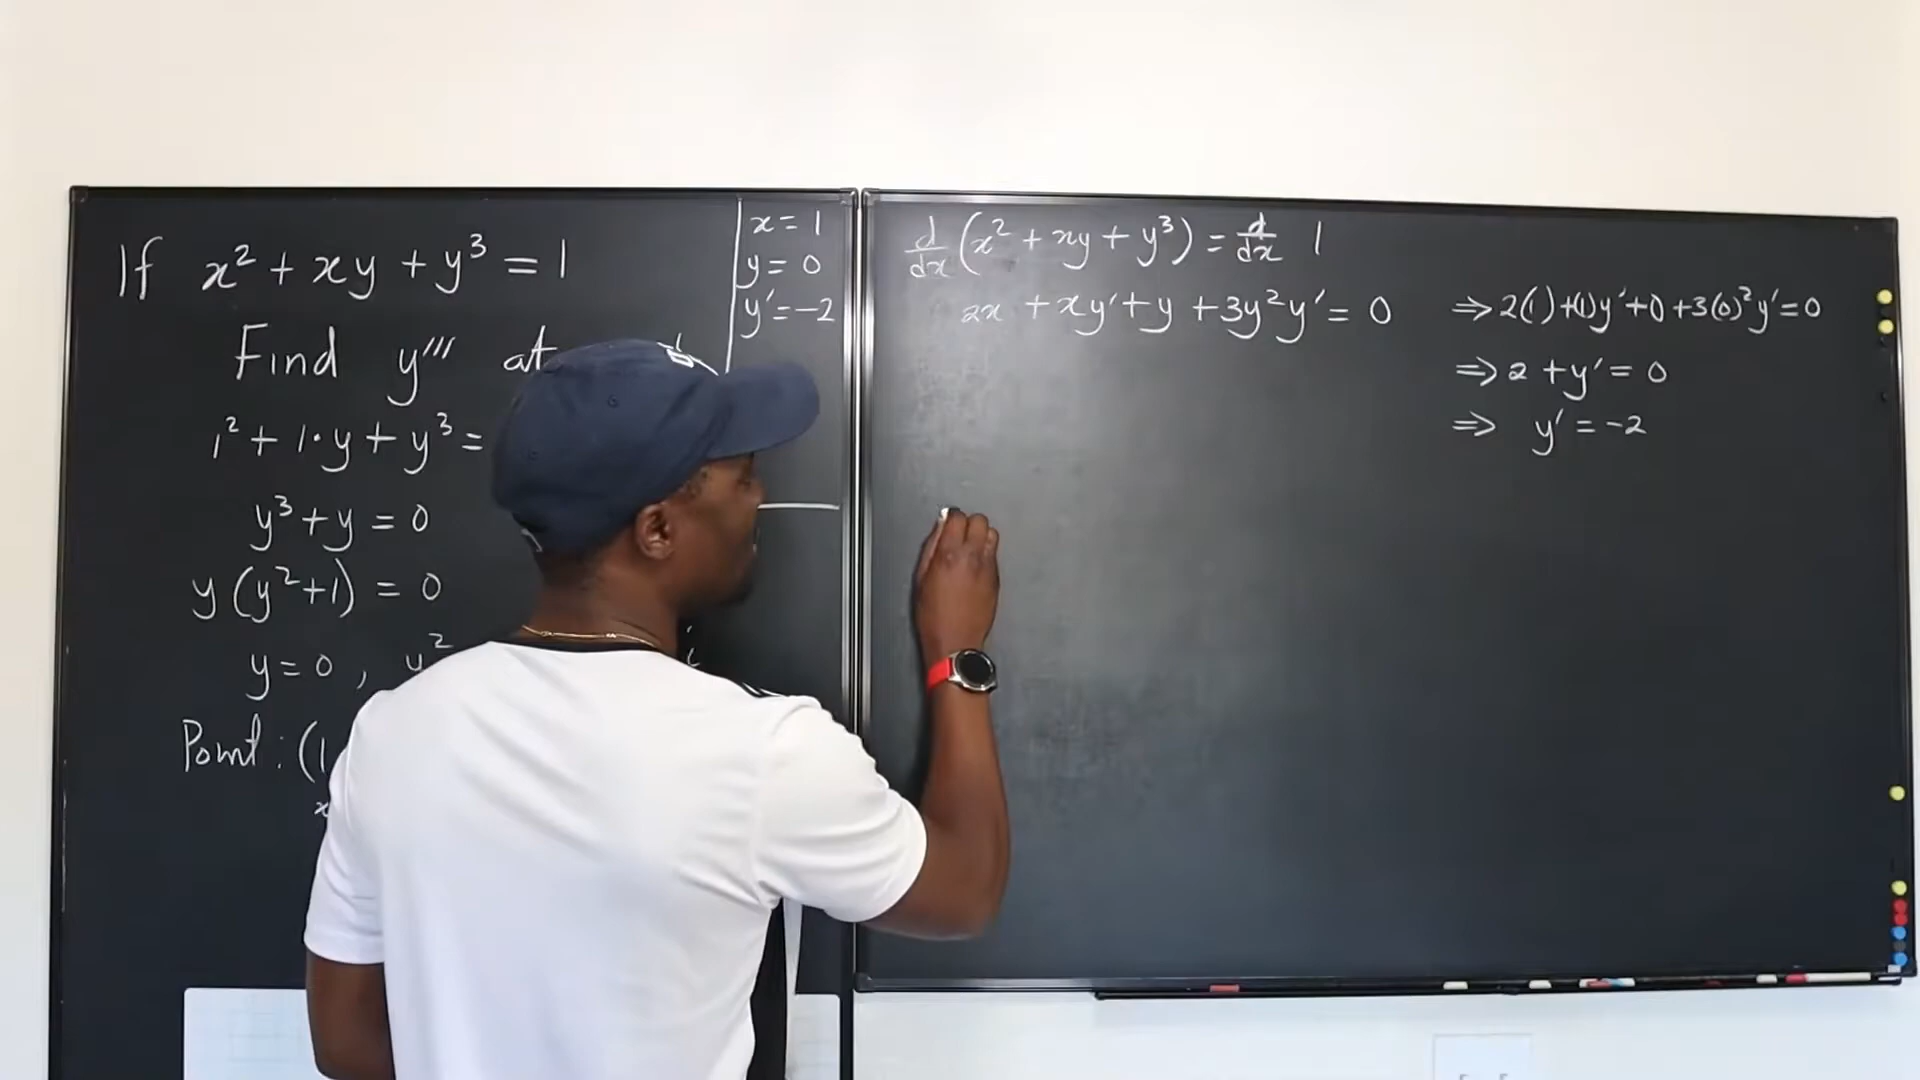 If x² + xy + y³ = 1
Find y''' at
1² + 1·y + y³ =
y³ + y = 0
y(y²+1) = 0
y = 0 , y²
Point : (1
x
x = 1
y = 0
y' = -2
d/dx (x² + xy + y³) = d/dx 1
2x + xy' + y + 3y²y' = 0
⇒ 2(1) + (1)y' + 0 + 3(0)²y' = 0
⇒ 2 + y' = 0
⇒ y' = -2